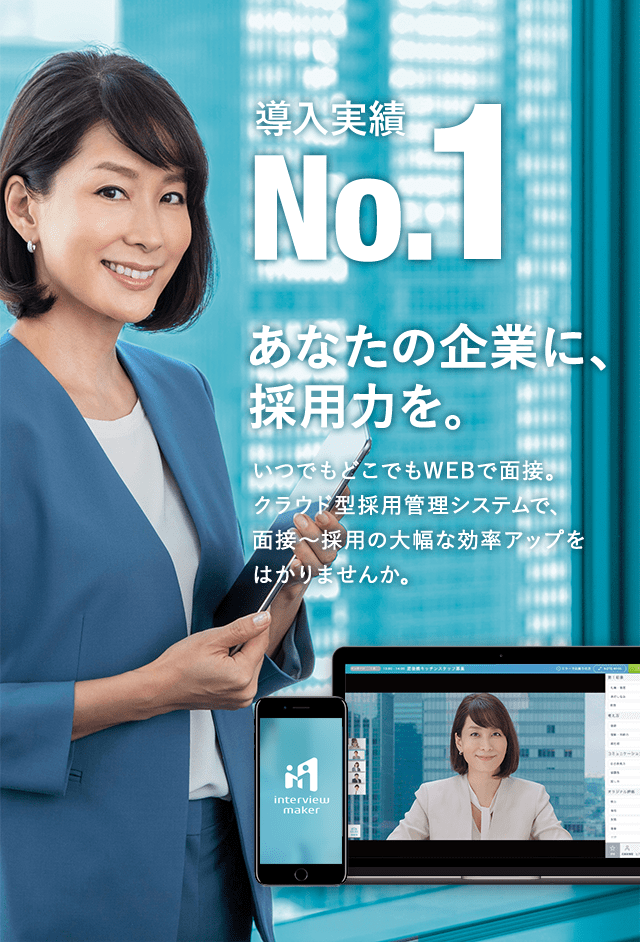 導入実績
No.1
あなたの企業に、
採用力を。
いつでもどこでもWEBで面接。
クラウド型採用管理システムで、
面接〜採用の大幅な効率アップを
はかりませんか。
interview
maker